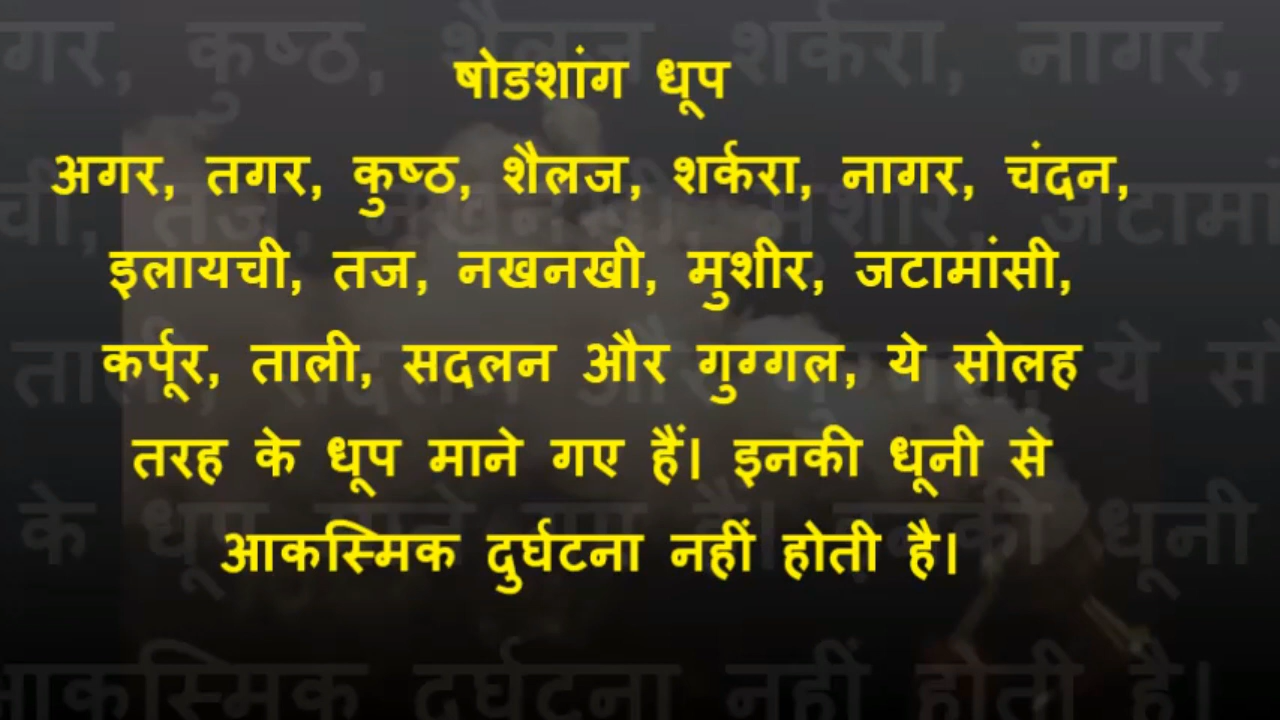 षोडशांग धूप
अगर, तगर, कुष्ठ, शैलज, शर्करा, नागर, चंदन,
इलायची, तज, नखनखी, मुशीर, जटामांसी,
कर्पूर, ताली, सदलन और गुग्गल, ये सोलह
तरह के धूप माने गए हैं। इनकी धूनी से
आकस्मिक दुर्घटना नहीं होती है।